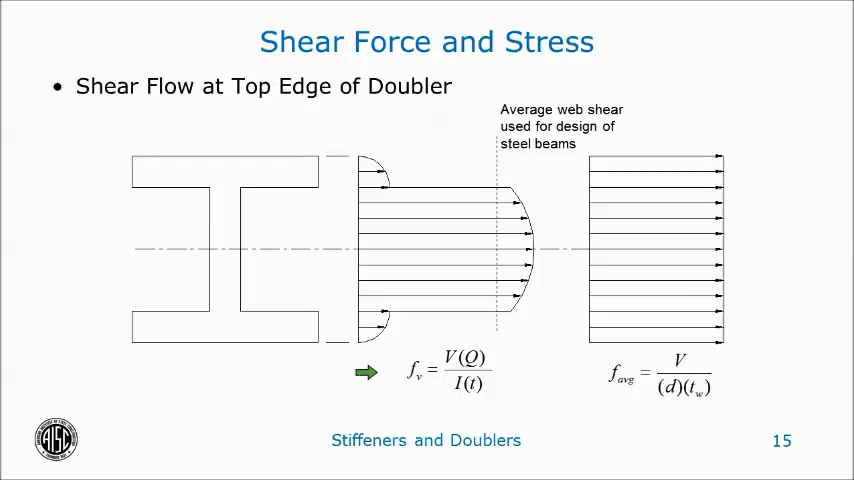 Shear Force and Stress
• Shear Flow at Top Edge of Doubler
Average web shear
used for design of
steel beams
f_v = V(Q) / I(t)
f_avg = V / (d)(t_w)
AISC
Stiffeners and Doublers
15